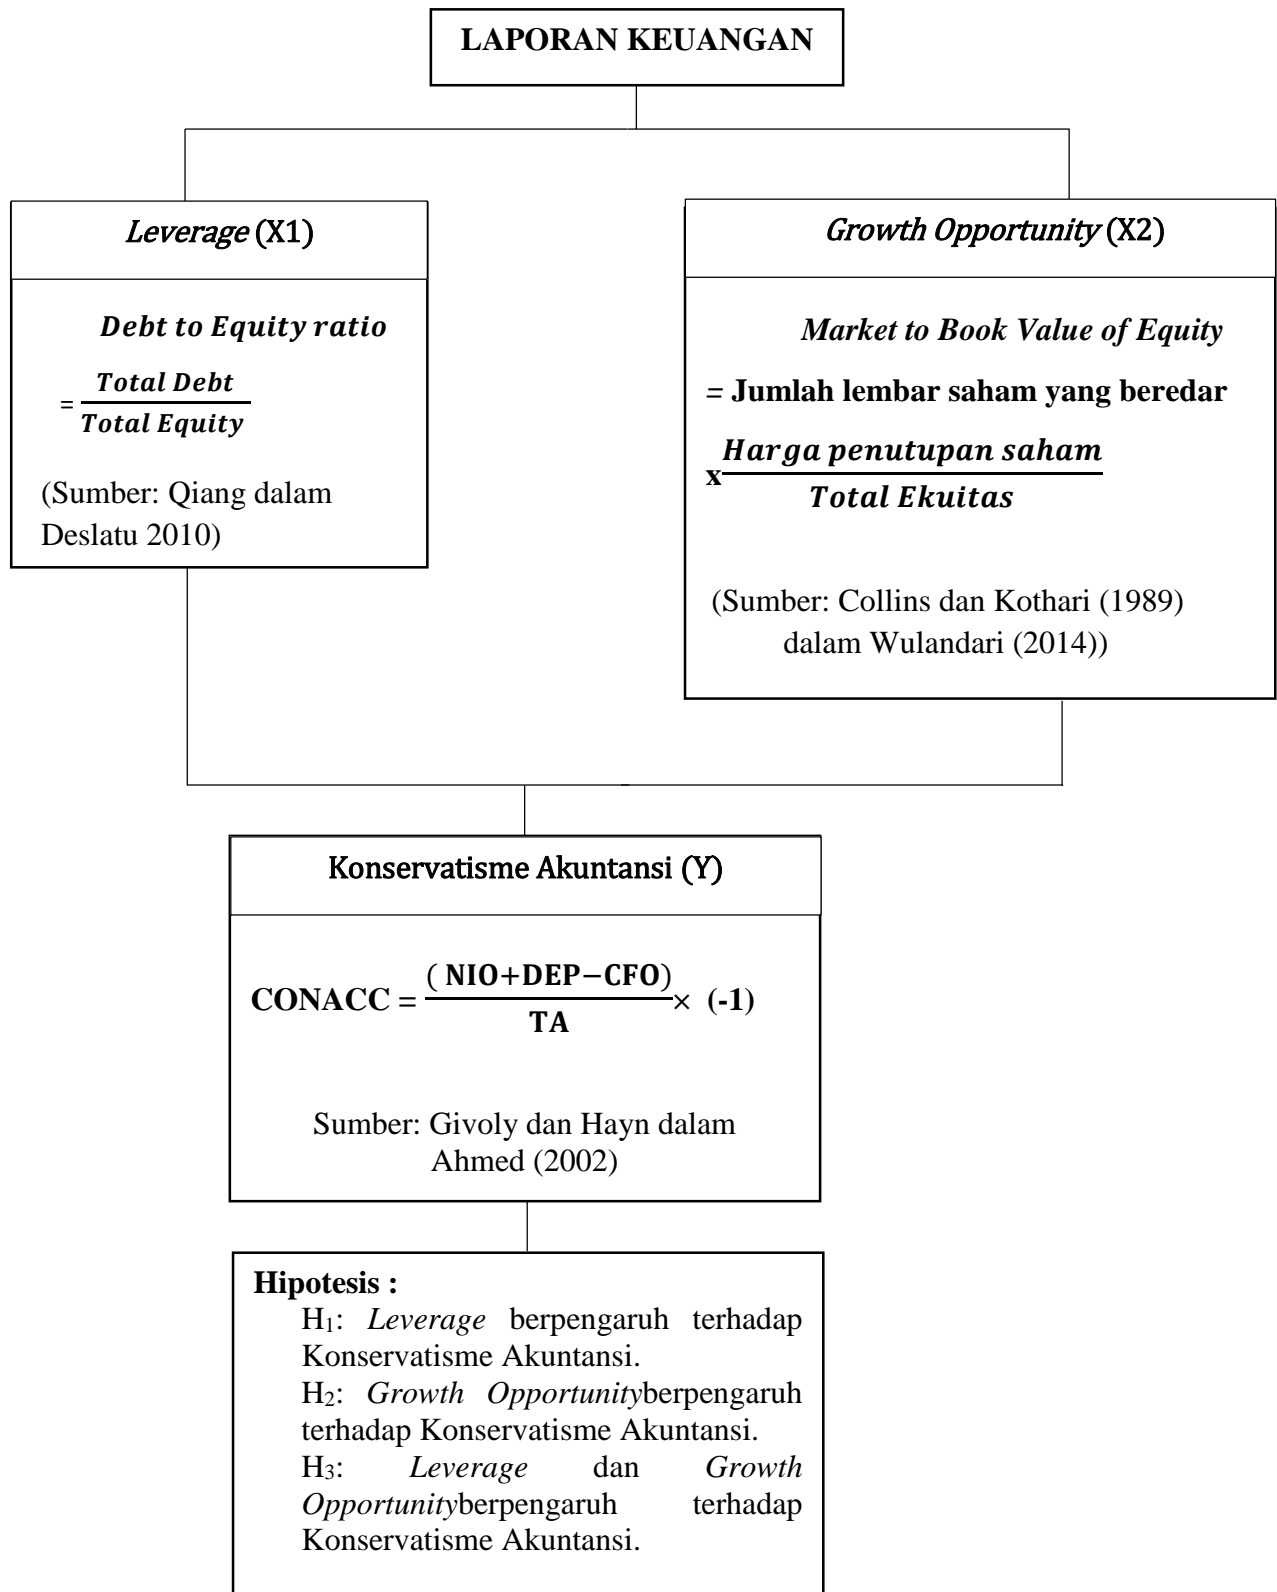 LAPORAN KEUANGAN
Leverage (X1)
Debt to Equity ratio
= Total Debt
Total Equity
(Sumber: Qiang dalam
Deslatu 2010)
Growth Opportunity (X2)
Market to Book Value of Equity
= Jumlah lembar saham yang beredar
x Harga penutupan saham
Total Ekuitas
(Sumber: Collins dan Kothari (1989)
dalam Wulandari (2014))
Konservatisme Akuntansi (Y)
CONACC = ( NIO+DEP−CFO) × (-1)
TA
Sumber: Givoly dan Hayn dalam
Ahmed (2002)
Hipotesis :
H1: Leverage berpengaruh terhadap
Konservatisme Akuntansi.
H2: Growth Opportunityberpengaruh
terhadap Konservatisme Akuntansi.
H3: Leverage dan Growth
Opportunityberpengaruh terhadap
Konservatisme Akuntansi.